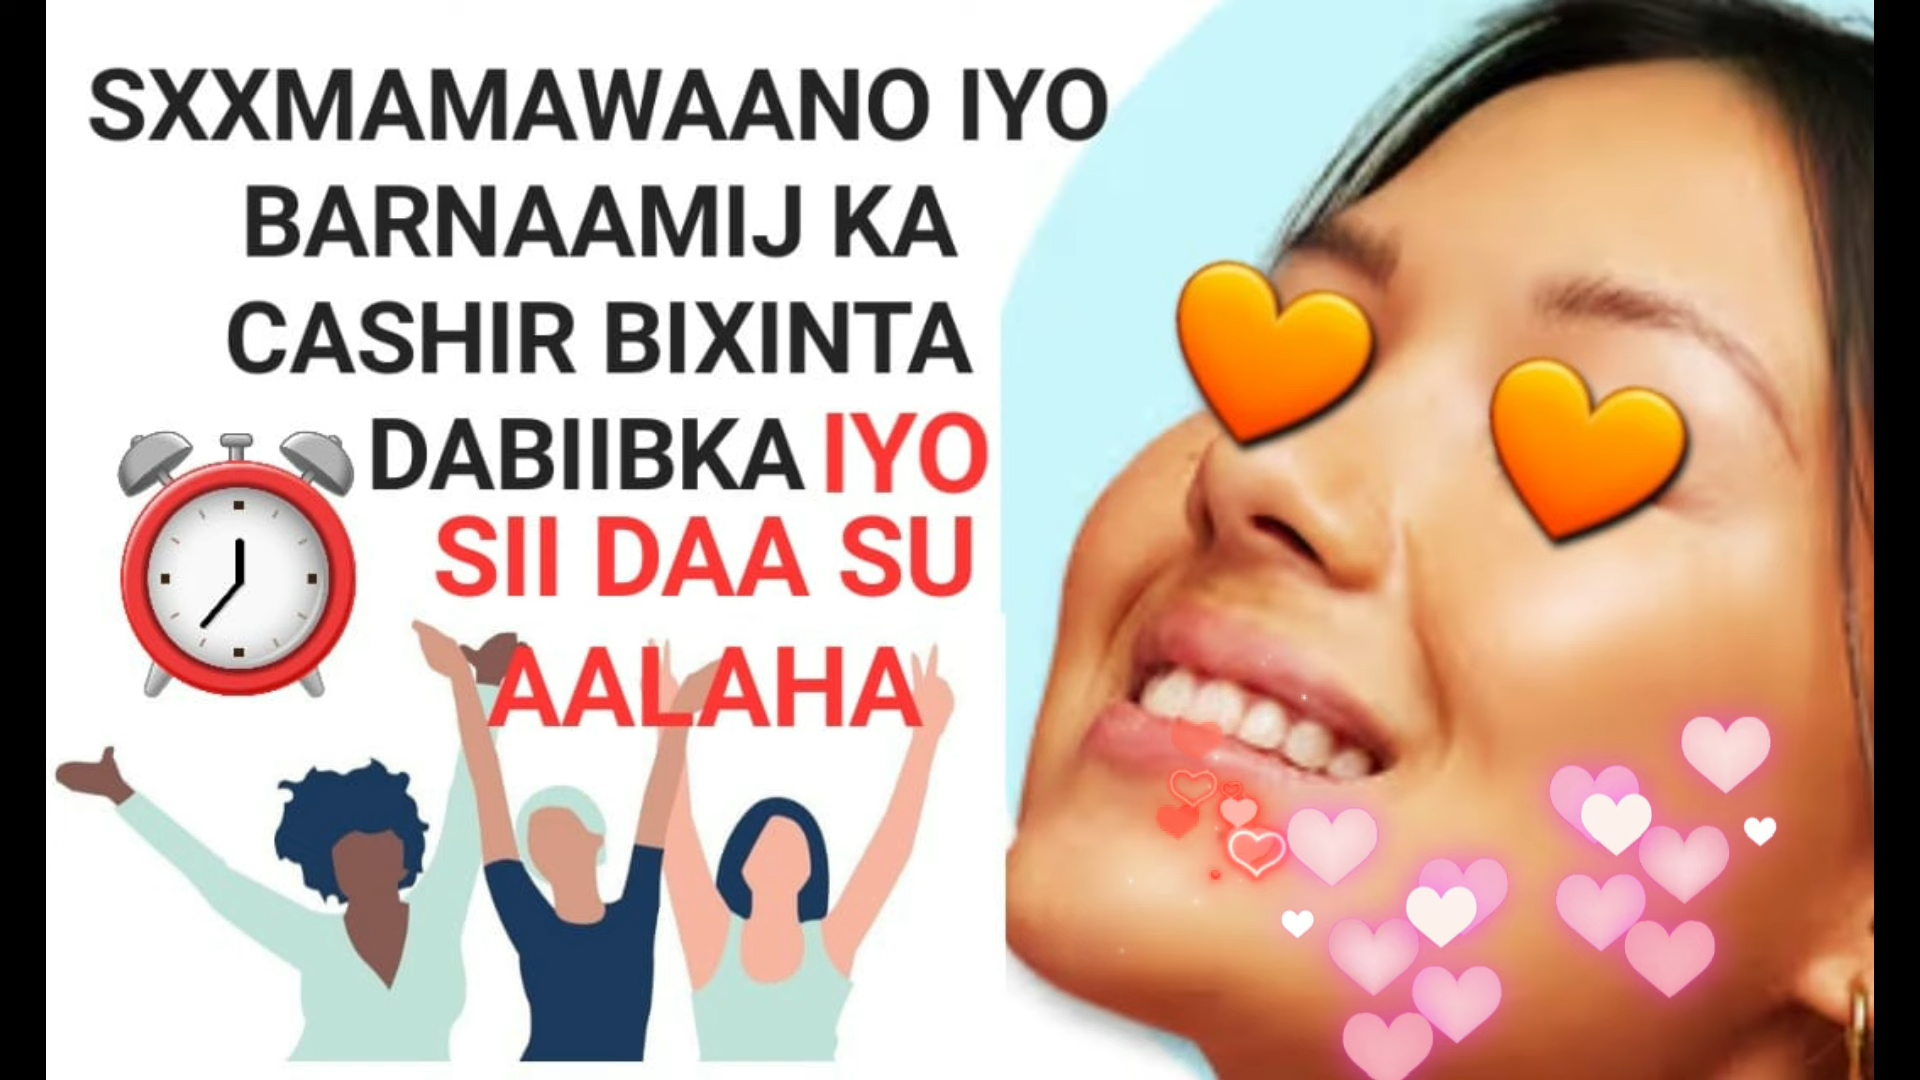 SXXMAMAWAANO IYO
BARNAAMIJ KA
CASHIR BIXINTA
DABIIBKA IYO
SII DAA SU
AALAHA